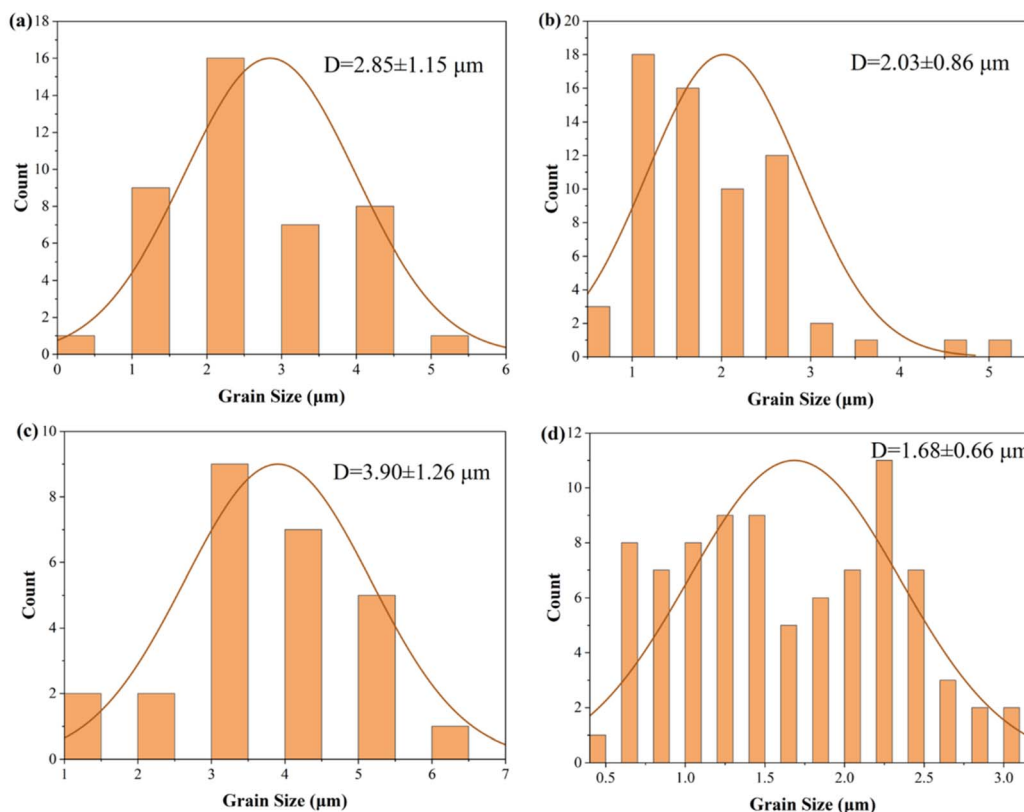 (a)
18
16
14
12
10
8
6
4
2
0
Count
D=2.85±1.15 μm
0 1 2 3 4 5 6
Grain Size (μm)
(b)
20
18
16
14
12
10
8
6
4
2
0
Count
D=2.03±0.86 μm
1 2 3 4 5
Grain Size (μm)
(c)
10
8
6
4
2
0
Count
D=3.90±1.26 μm
1 2 3 4 5 6 7
Grain Size (μm)
(d)
12
10
8
6
4
2
0
Count
D=1.68±0.66 μm
0.5 1.0 1.5 2.0 2.5 3.0
Grain Size (μm)